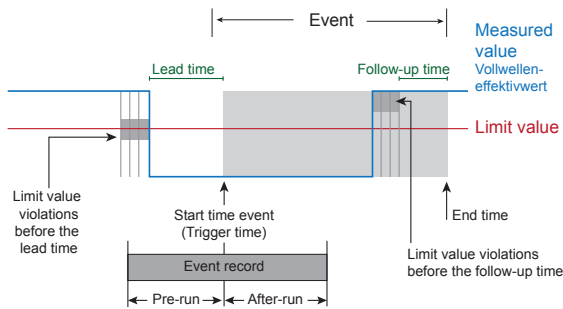 Event
Measured
value
Vollwellen-
effektivwert
Lead time
Follow-up time
Limit value
Limit value
violations
before the
lead time
Start time event
(Trigger time)
End time
Limit value violations
before the follow-up time
Event record
Pre-run
After-run